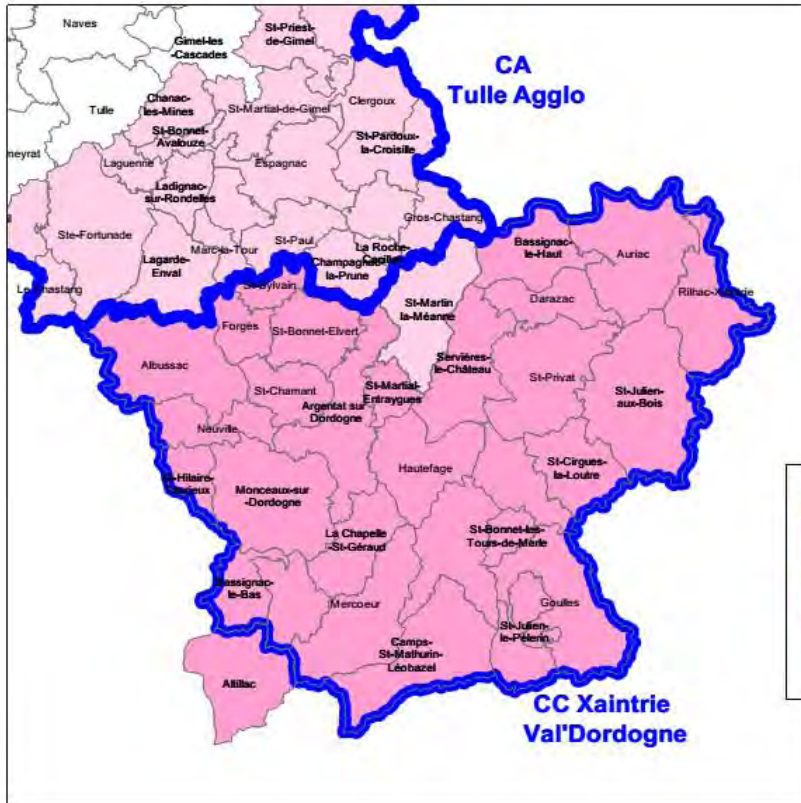 Naves
St-Priest-
de-Gimel
Gimel-les
-Cascades
CA
Tulle Agglo
Tulle
Chanac-
les-Mines
St-Martial-de-Gimel
Clergoux
St-Bonnet-
Avalouze
St-Pardoux-
la-Croisille
meyrat
Laguenne
Espagnac
Ladignac-
sur-Rondelles
Ste-Fortunade
Gros-Chastang
St-Paul
Marc-la-Tour
Lagarde-
Enval
La Roche-
Champagnac-
la-Prune
Bassignac-
le-Haut
Auriac
Darazac
St-Martin
la-Méanne
Forges
St-Bonnet-Elvert
Albussac
Servières-
le-Château
St-Privat
St-Chamant
St-Martial-
Entraygues
Argentat sur
Dordogne
St-Julien-
aux-Bois
Neuville
Hautefage
St-Cirgues-
la-Loutre
Monceaux-sur
-Dordogne
La Chapelle
-St-Géraud
St-Bonnet-les-
Tours-de-Merle
Bassignac-
le-Bas
Mercoeur
Goulles
St-Julien-
le-Pèlerin
Camps-
St-Mathurin-
Léobazel
Altillac
CC Xaintrie
Val'Dordogne